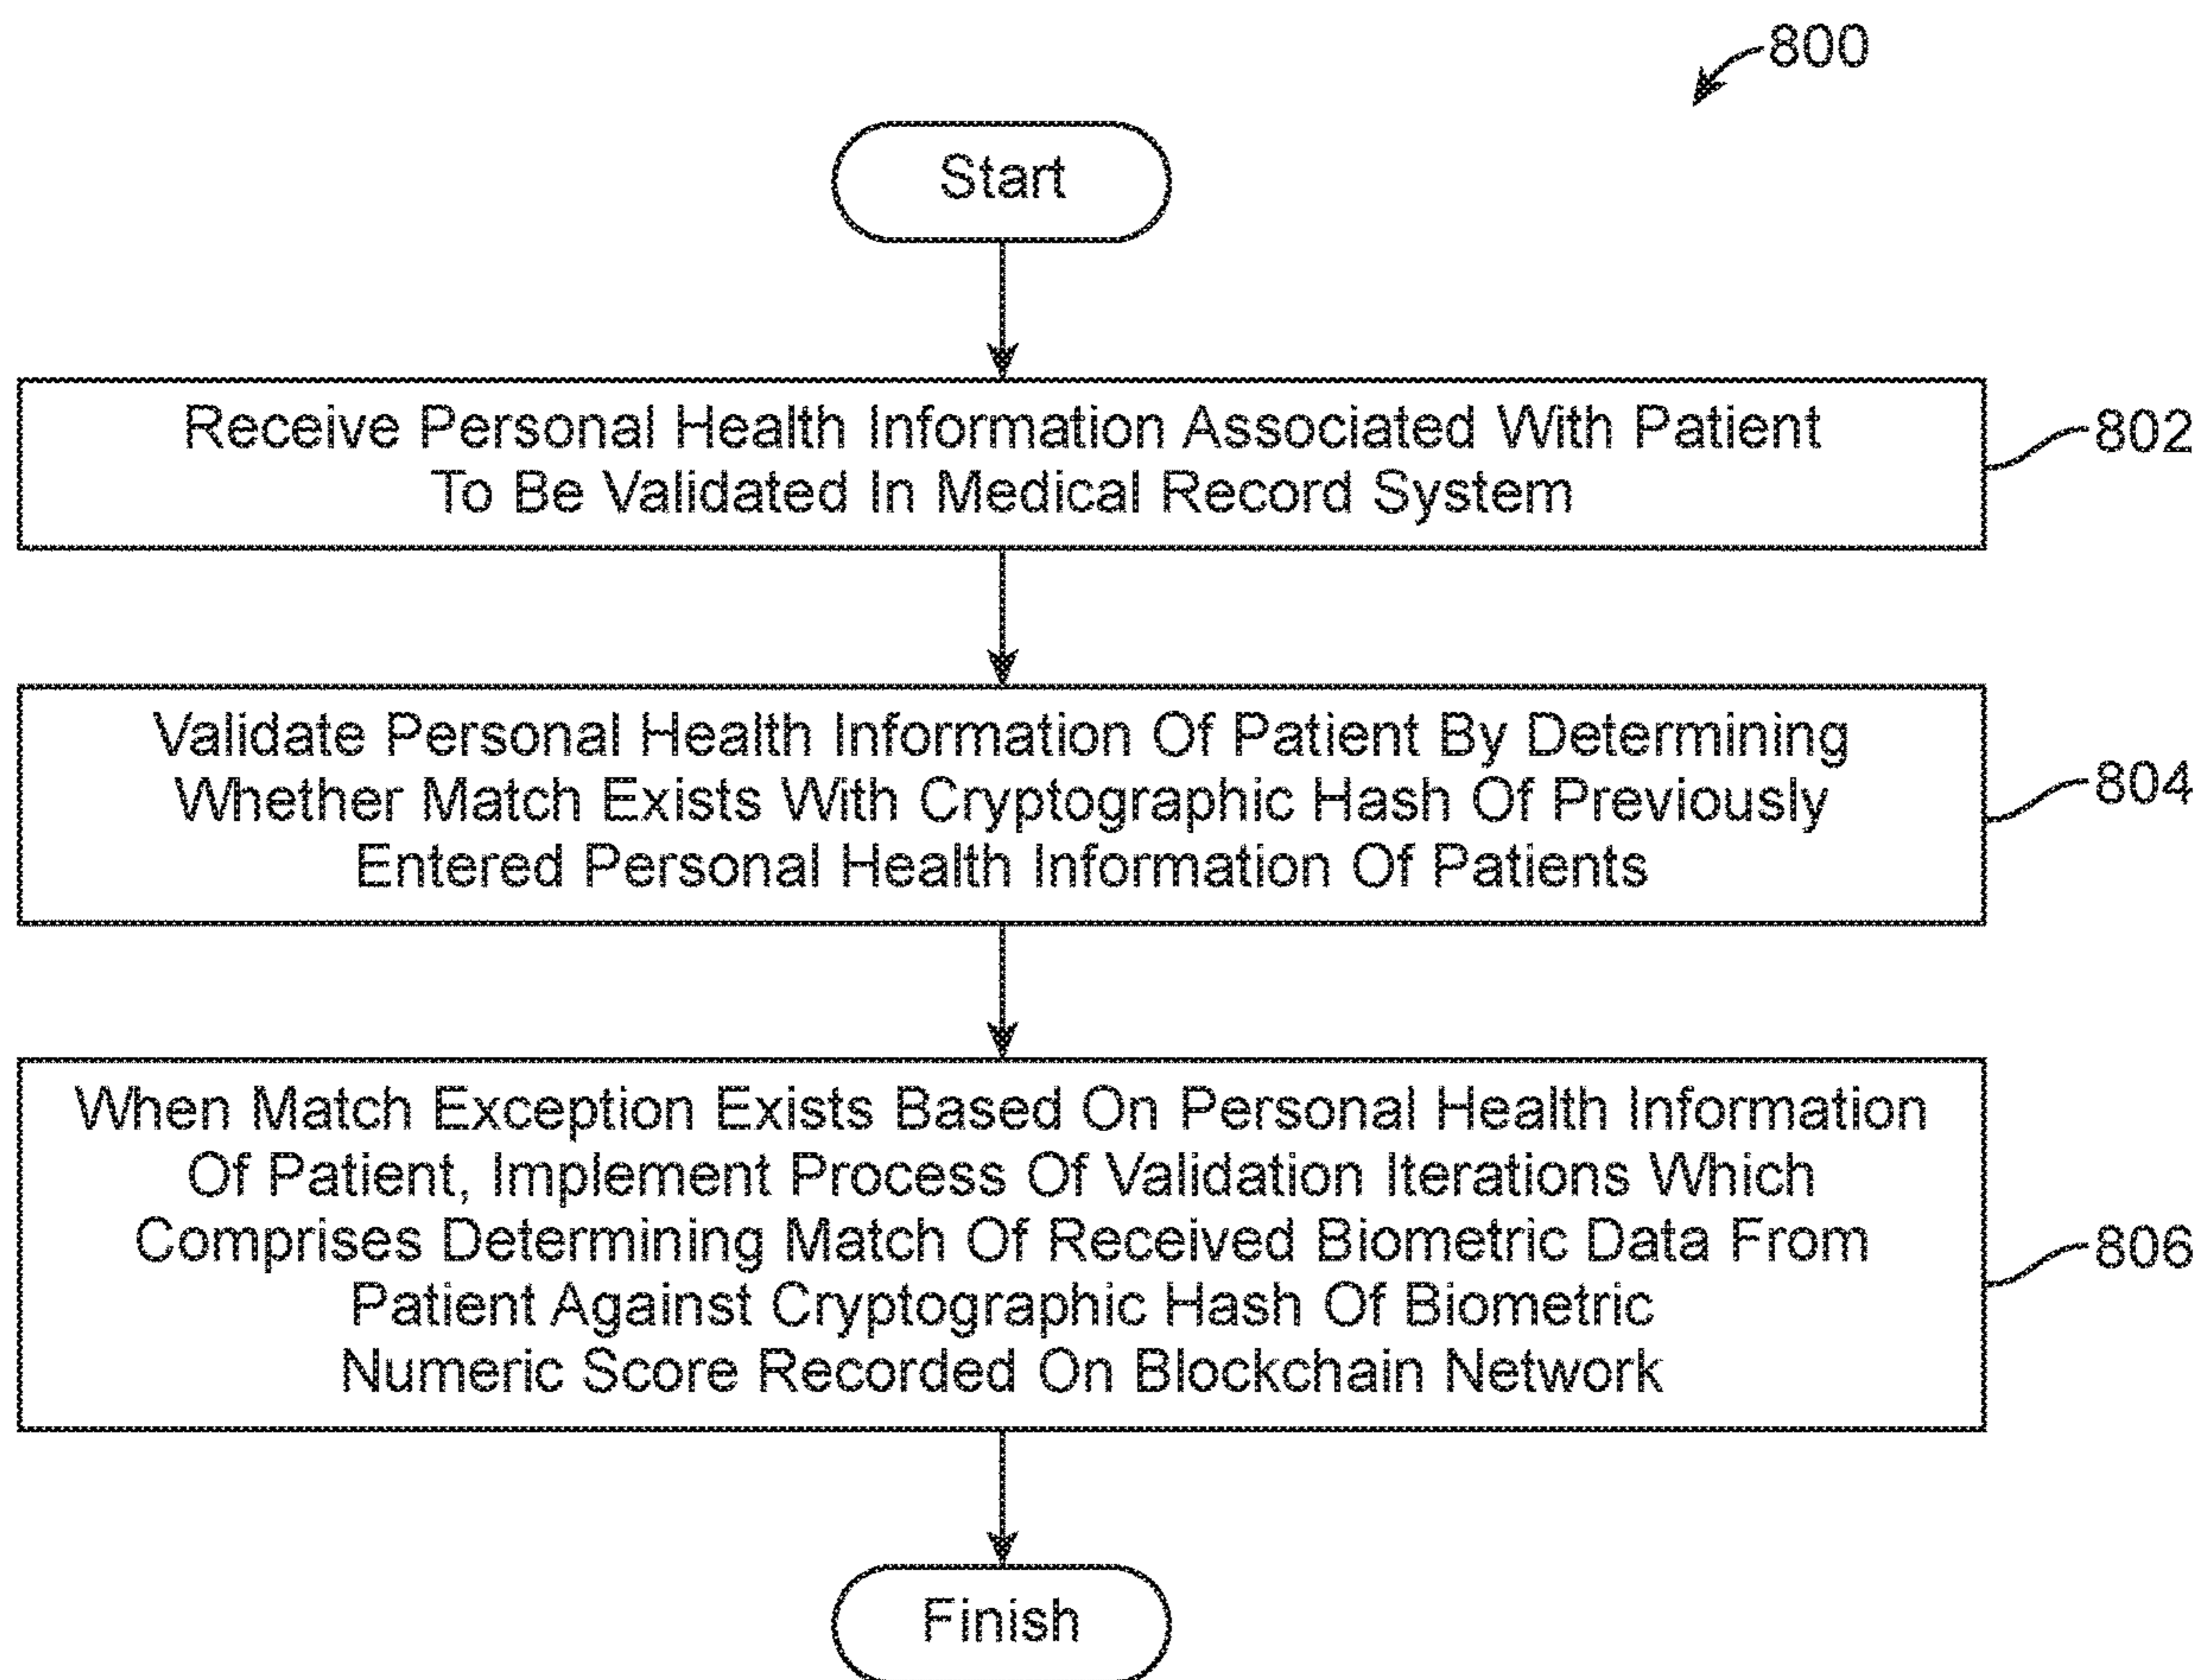 800
Start
Receive Personal Health Information Associated With Patient
To Be Validated In Medical Record System
802
Validate Personal Health Information Of Patient By Determining
Whether Match Exists With Cryptographic Hash Of Previously
Entered Personal Health Information Of Patients
804
When Match Exception Exists Based On Personal Health Information
Of Patient, Implement Process Of Validation Iterations Which
Comprises Determining Match Of Received Biometric Data From
Patient Against Cryptographic Hash Of Biometric
Numeric Score Recorded On Blockchain Network
806
Finish